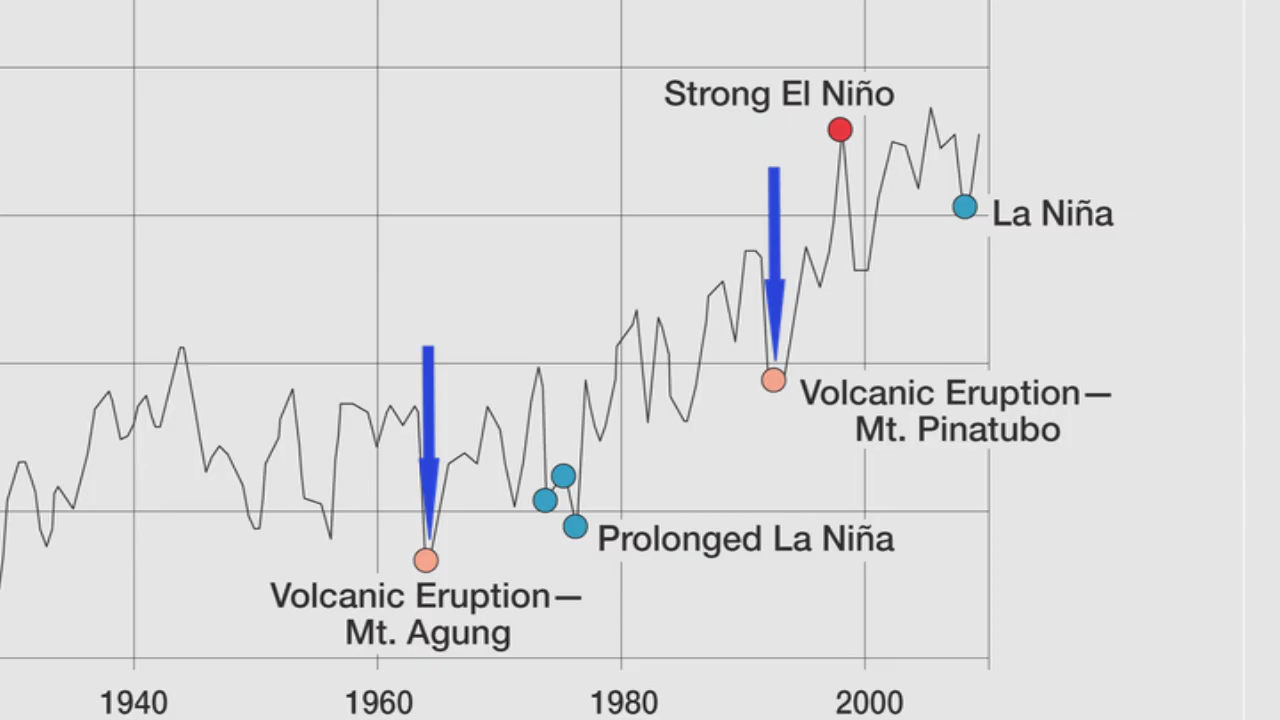 Strong El Niño
La Niña
Volcanic Eruption—
Mt. Pinatubo
Prolonged La Niña
Volcanic Eruption—
Mt. Agung
1940 1960 1980 2000